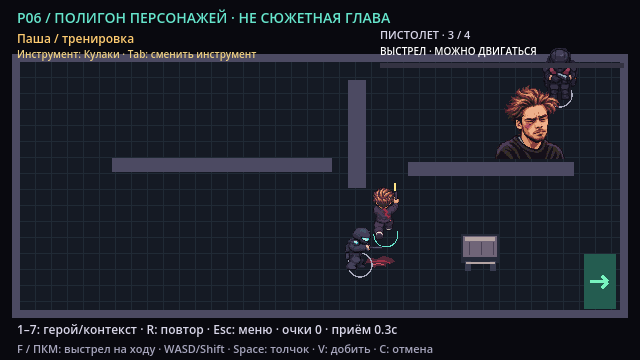 P06 / ПОЛИГОН ПЕРСОНАЖЕЙ · НЕ СЮЖЕТНАЯ ГЛАВА
Паша / тренировка
ПИСТОЛЕТ · 3 / 4
Инструмент: Кулаки · Tab: сменить инструмент
ВЫСТРЕЛ · МОЖНО ДВИГАТЬСЯ
1–7: герой/контекст · R: повтор · Esc: меню · очки 0 · приём 0.3с
F / ПКМ: выстрел на ходу · WASD/Shift · Space: толчок · V: добить · C: отмена